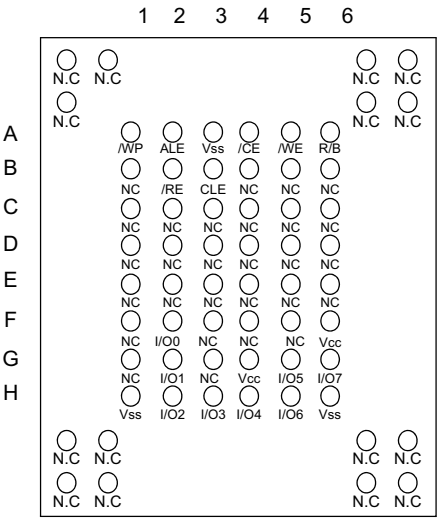 1 2 3 4 5 6
N.C N.C N.C N.C
N.C N.C N.C
A
/WP ALE Vss /CE /WE R/B
B
NC /RE CLE NC NC NC
C
NC NC NC NC NC NC
D
NC NC NC NC NC NC
E
NC NC NC NC NC NC
F
NC I/O0 NC NC NC Vcc
G
NC I/O1 NC Vcc I/O5 I/O7
H
Vss I/O2 I/O3 I/O4 I/O6 Vss
N.C N.C N.C N.C
N.C N.C N.C N.C